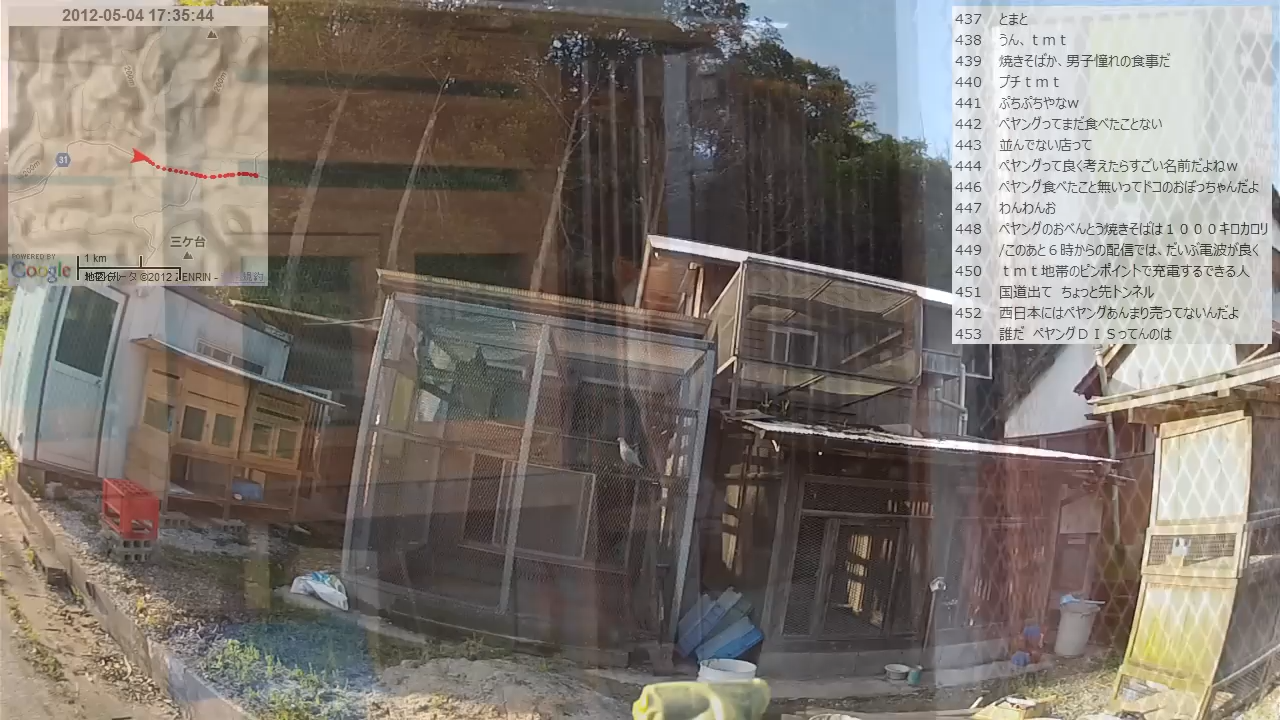 2012-05-04 17:35:44
200m
31
200m
三ケ台
POWERED BY
Google
1 km
地図データ ©2012 ZENRIN -
437 とまと
438 うん、ｔｍｔ
439 焼きそばか、男子憧れの食事だ
440 プチｔｍｔ
441 ぷちぷちやなｗ
442 ペヤングってまだ食べたことない
443 並んでない店って
444 ペヤングって良く考えたらすごい名前だよねｗ
446 ペヤング食べたこと無いってドコのおぼっちゃんだよ
447 わんわんお
448 ペヤングのおべんとう焼きそばは１０００キロカロリ
449 /このあと６時からの配信では、だいぶ電波が良く
450 ｔｍｔ地帯のピンポイントで充電するできる人
451 国道出て　ちょっと先トンネル
452 西日本にはペヤングあんまり売ってないんだよ
453 誰だ　ペヤングＤＩＳってんのは